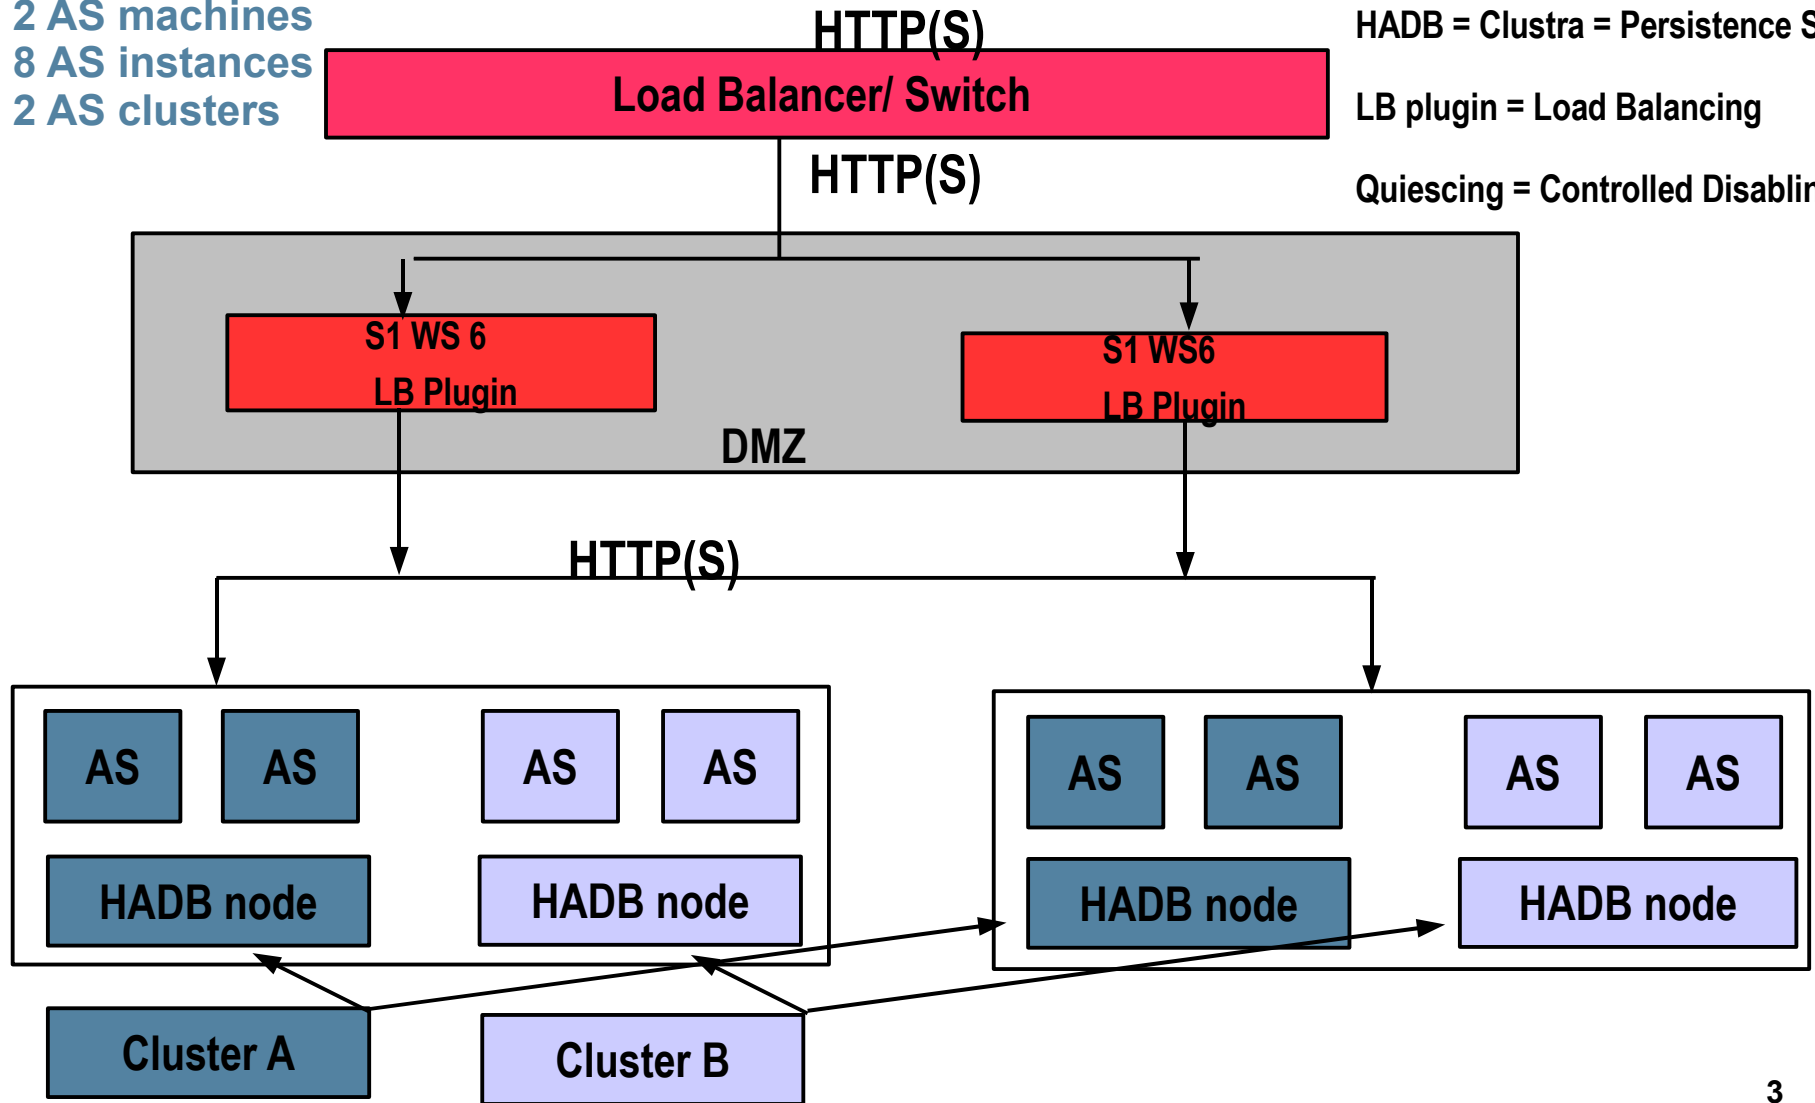 2 AS machines
8 AS instances
2 AS clusters
HTTP(S)
Load Balancer/ Switch
HTTP(S)
HADB = Clustra = Persistence
LB plugin = Load Balancing
Quiescing = Controlled
S1 WS 6
LB Plugin
S1 WS6
LB Plugin
DMZ
HTTP(S)
AS
AS
AS
AS
HADB node
HADB node
AS
AS
AS
AS
HADB node
HADB node
Cluster A
Cluster B
3